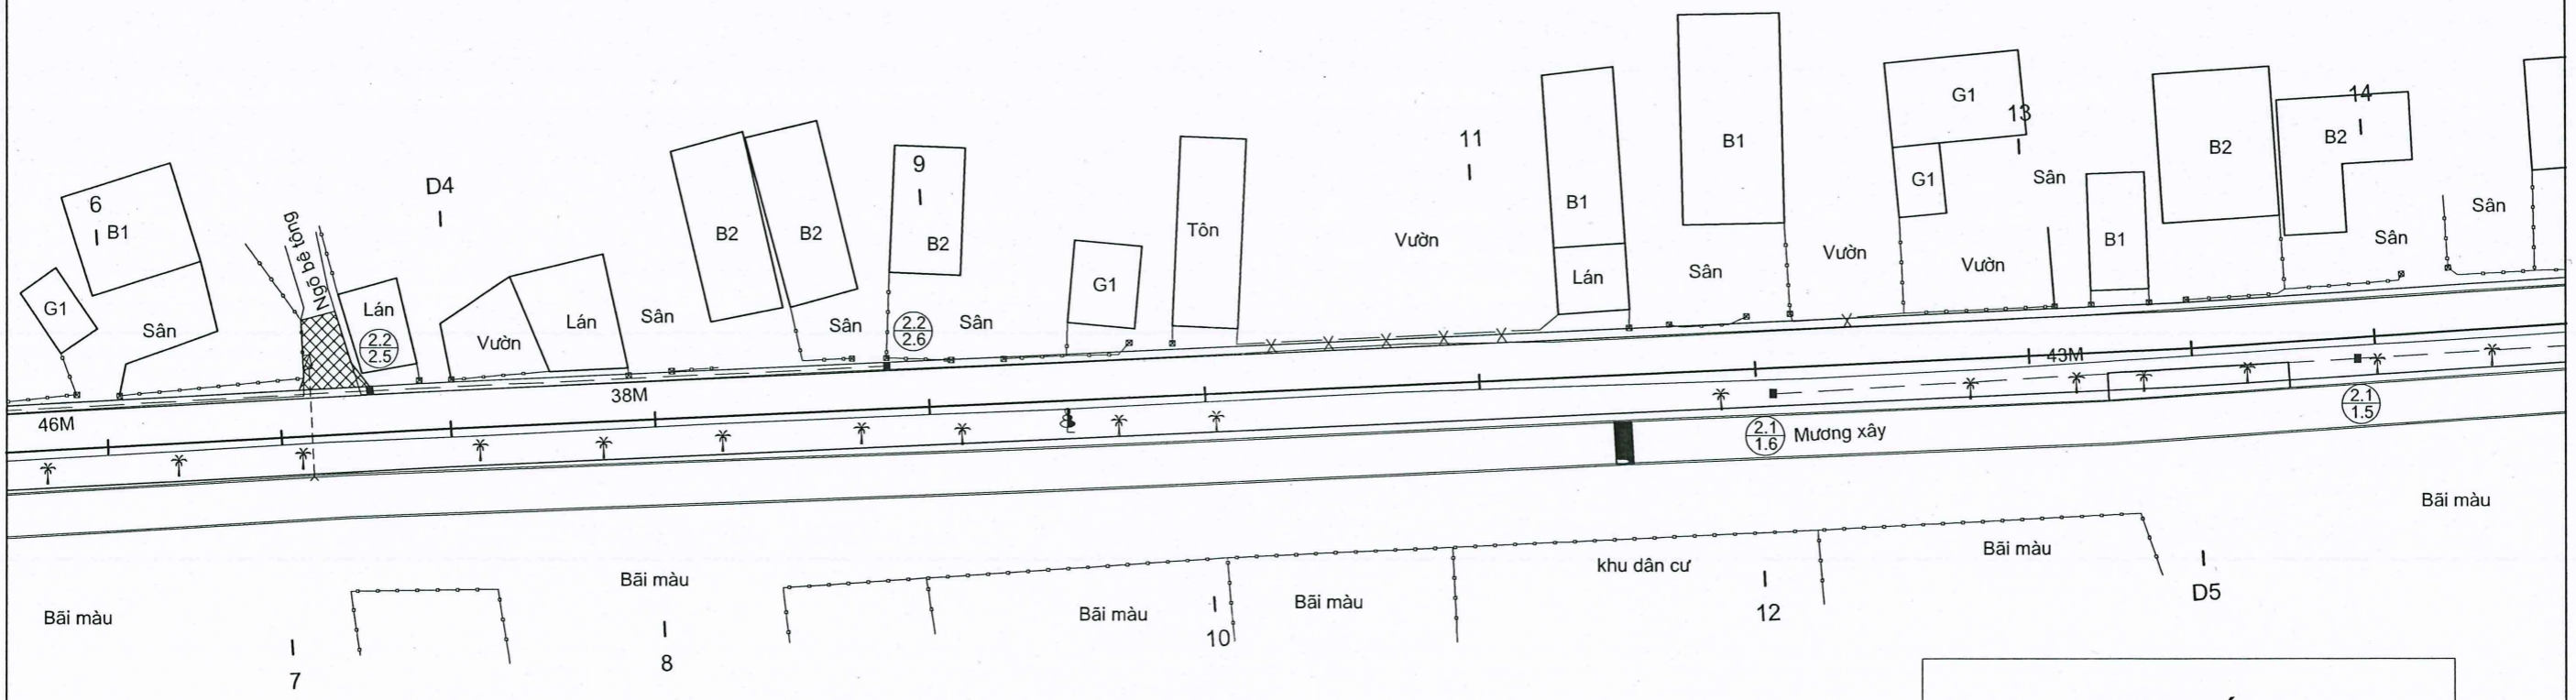 6
B1
G1
Sân
Ngõ bê tông
D4
Lán
2.2
2.5
Vườn
Lán
Sân
B2
B2
Sân
9
B2
2.2
2.6
Sân
G1
Tôn
11
Vườn
B1
Lán
B1
Sân
Vườn
G1
13
G1
Sân
Vườn
B1
B2
14
B2
Sân
Sân
46M
38M
43M
2.1
1.6
Mương xây
2.1
1.5
Bãi màu
Bãi màu
Bãi màu
Bãi màu
khu dân cư
Bãi màu
Bãi màu
7
8
10
12
D5